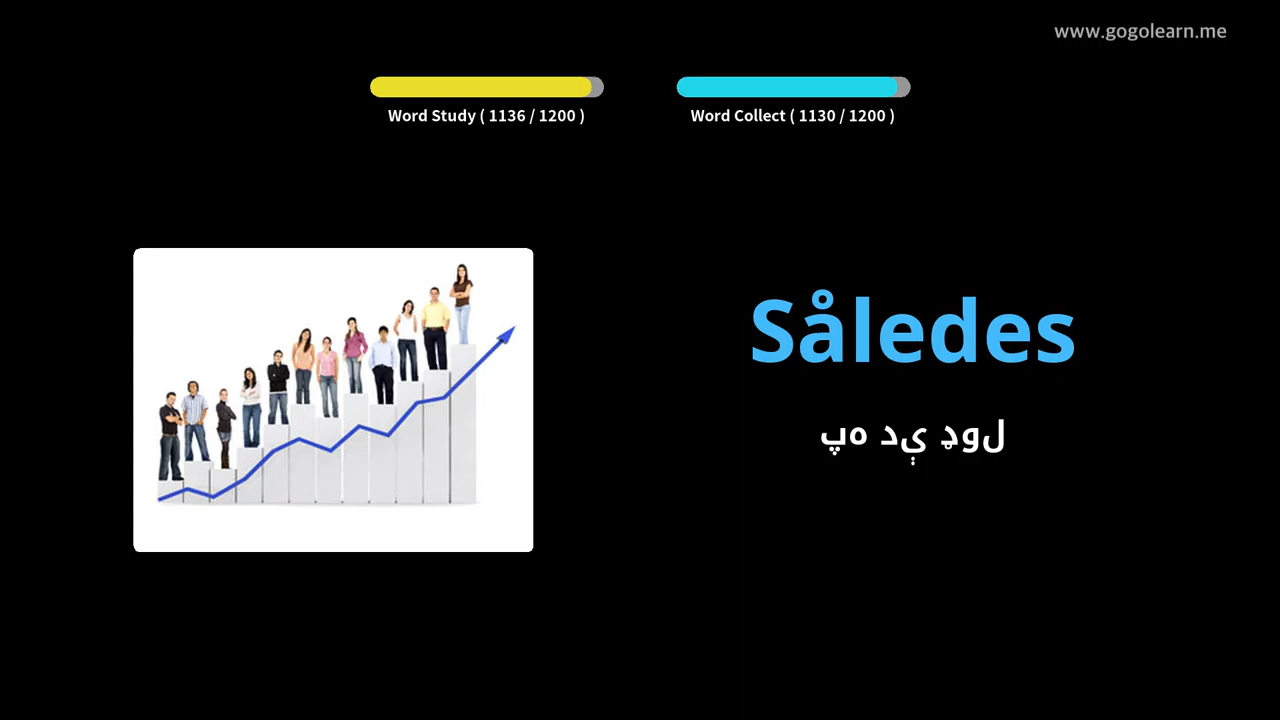 www.gogolearn.me
Word Study ( 1136 / 1200 )
Word Collect ( 1130 / 1200 )
Således
په دې ډول